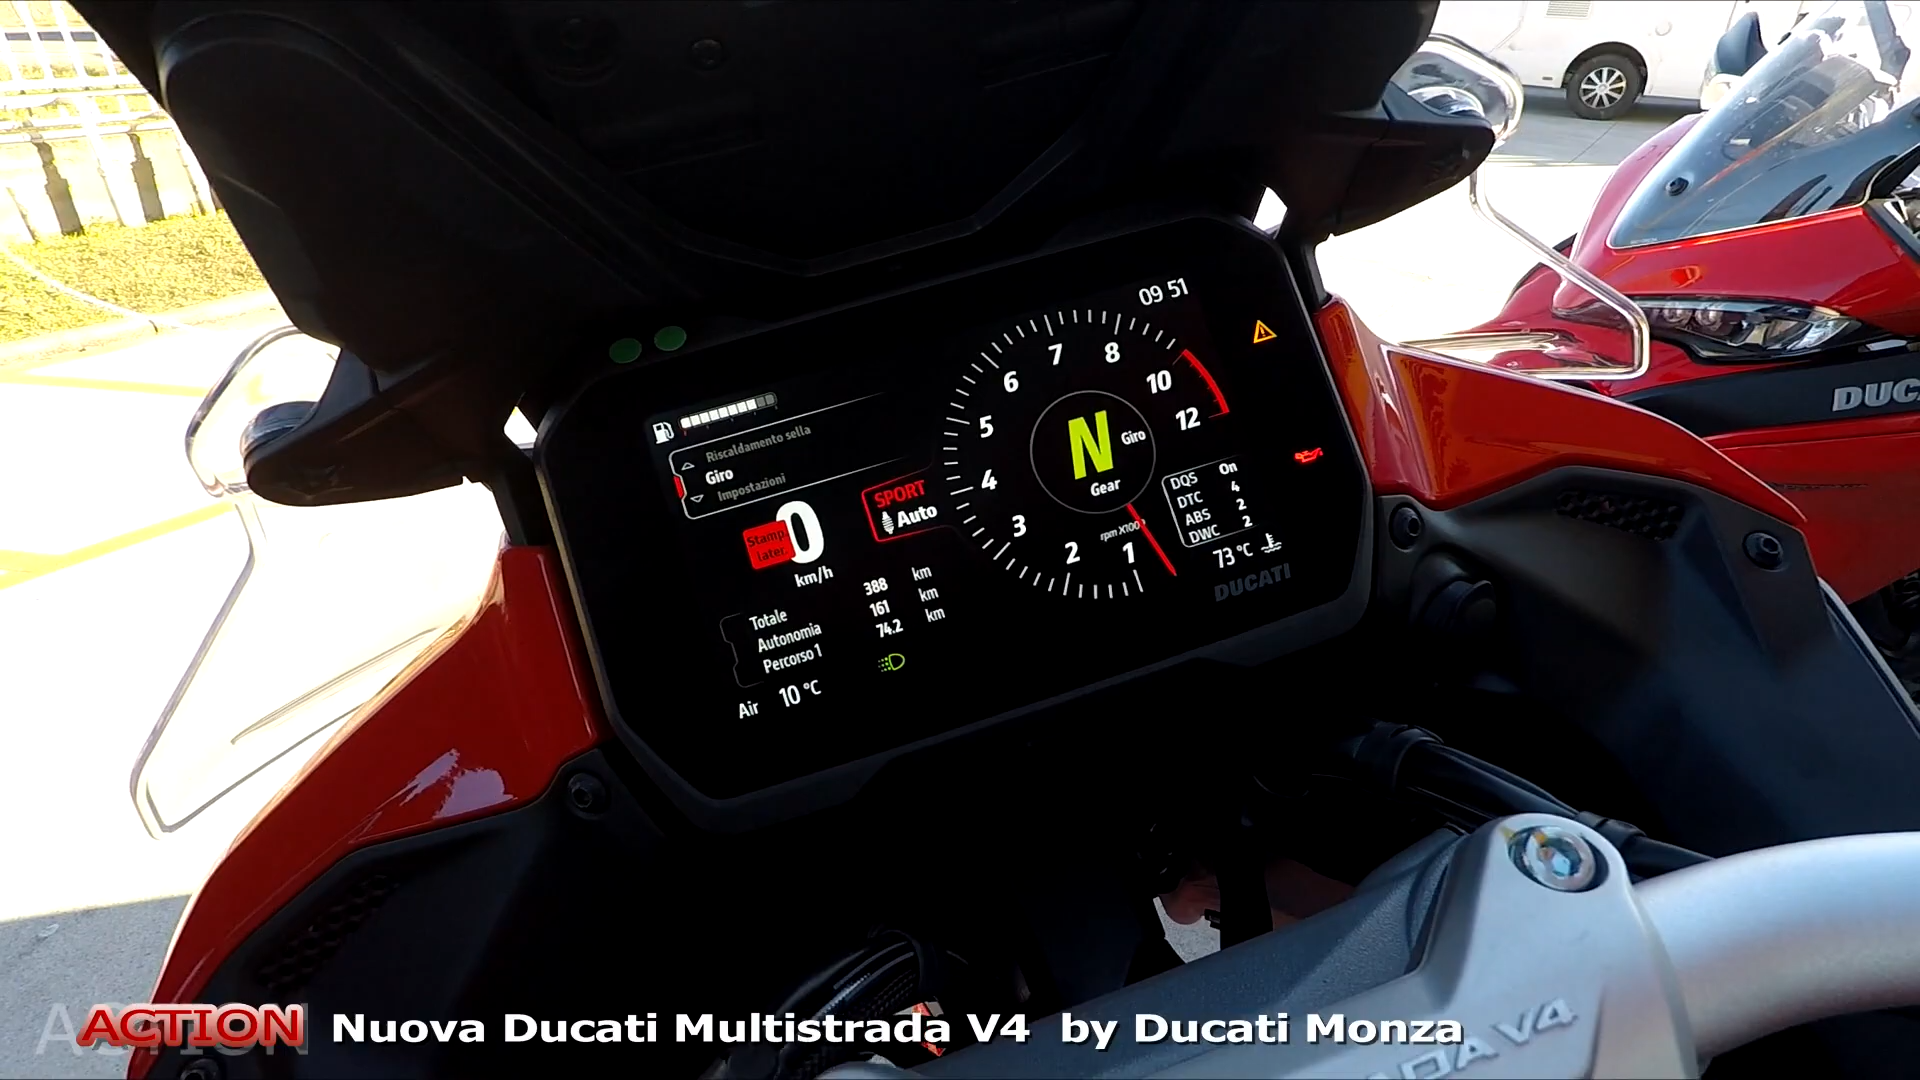 09 51
Riscaldamento sella
Giro
Impostazioni
SPORT
Auto
0
Stamp.
later.
km/h
Totale 388 km
Autonomia 161 km
Percorso 1 74.2 km
Air 10 °C
1
2
3
4
5
6
7
8
10
12
rpm X1000
N
Giro
Gear
DQS On
DTC 4
ABS 2
DWC 2
73 °C
DUCATI
DUC
ADA V4
ACTION
Nuova Ducati Multistrada V4 by Ducati Monza